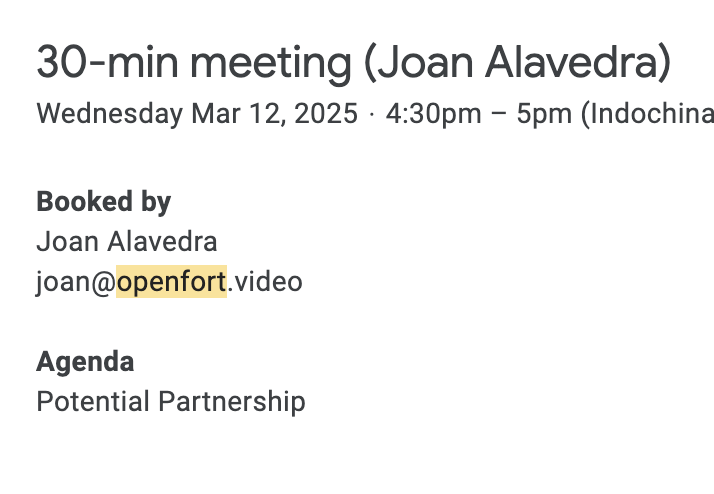 30-min meeting (Joan Alavedra)
Wednesday Mar 12, 2025 · 4:30pm – 5pm (Indochina
Booked by
Joan Alavedra
joan@openfort.video
Agenda
Potential Partnership